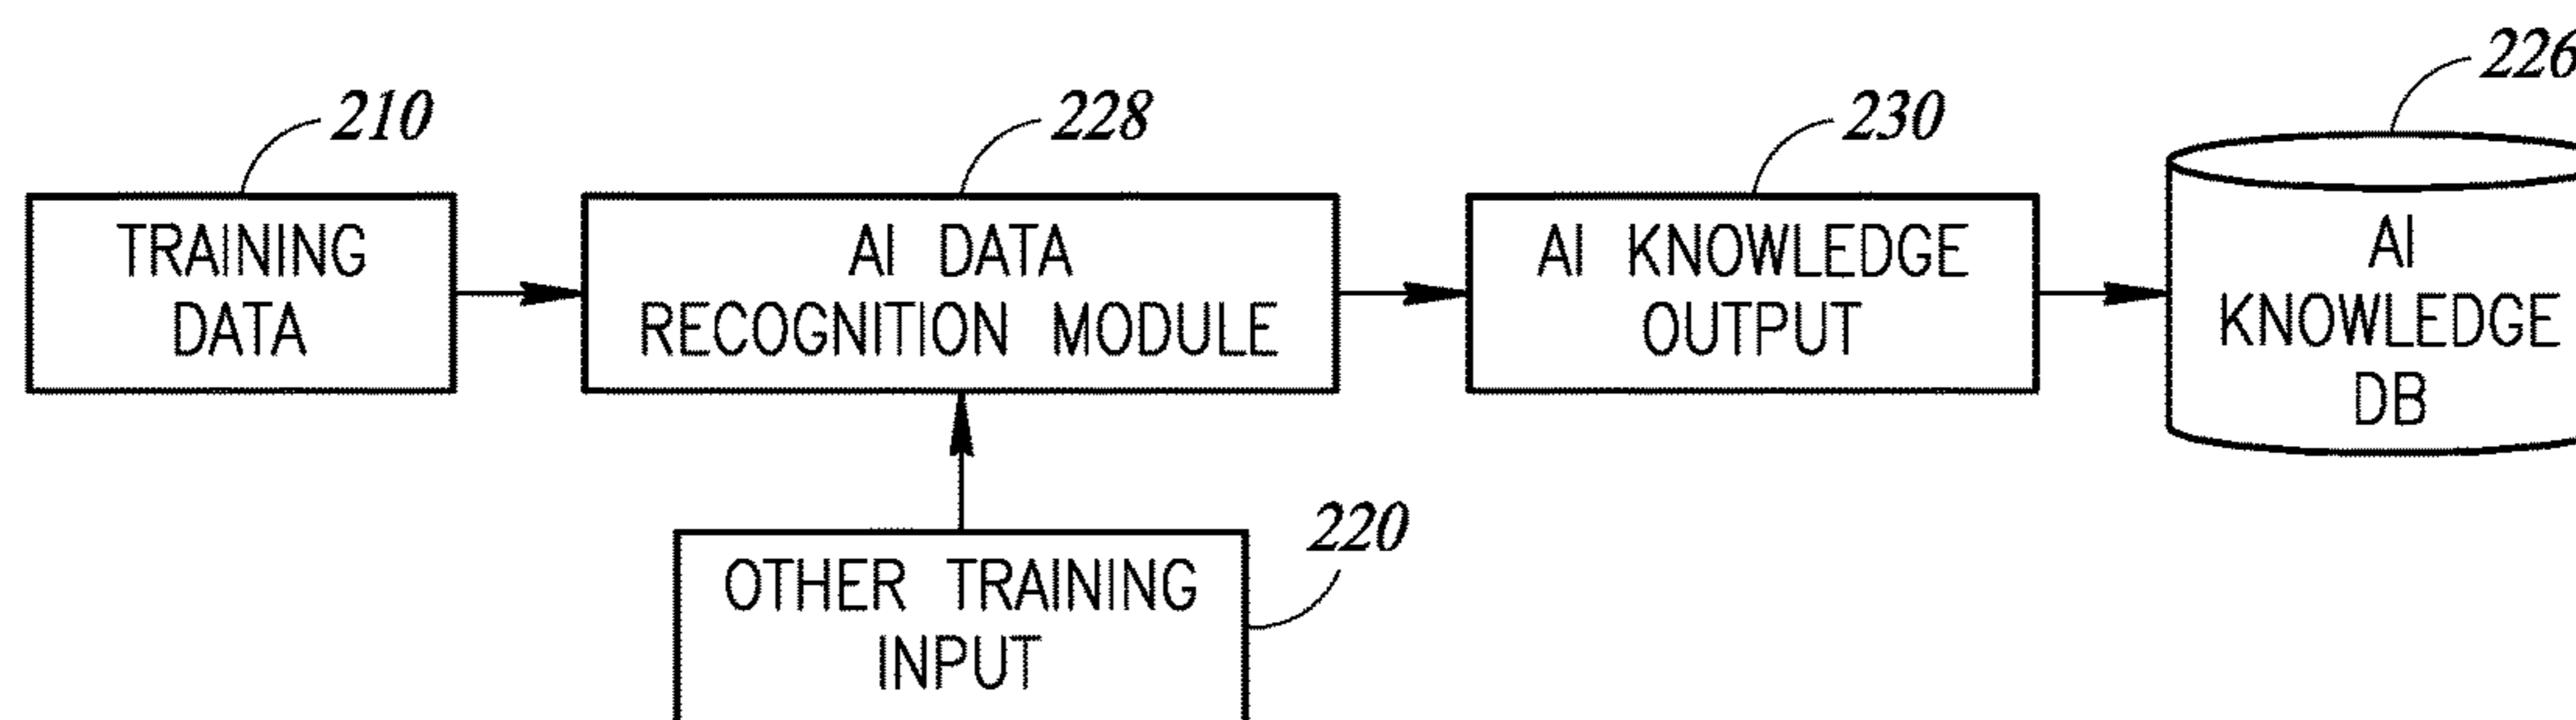 226
210
228
230
TRAINING
DATA
AI DATA
RECOGNITION MODULE
AI KNOWLEDGE
OUTPUT
AI
KNOWLEDGE
DB
220
OTHER TRAINING
INPUT